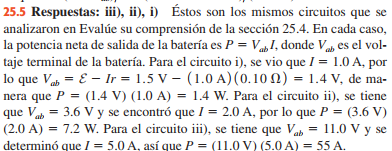 25.5 Respuestas: iii), ii), i) Éstos son los mismos circuitos que se
analizaron en Evalúe su comprensión de la sección 25.4. En cada caso,
la potencia neta de salida de la batería es P = VabI, donde Vab es el vol-
taje terminal de la batería. Para el circuito i), se vio que I = 1.0 A, por
lo que Vab = ℰ − Ir = 1.5 V − (1.0 A)(0.10 Ω) = 1.4 V, de ma-
nera que P = (1.4 V) (1.0 A) = 1.4 W. Para el circuito ii), se tiene
que Vab = 3.6 V y se encontró que I = 2.0 A, por lo que P = (3.6 V)
(2.0 A) = 7.2 W. Para el circuito iii), se tiene que Vab = 11.0 V y se
determinó que I = 5.0 A, así que P = (11.0 V) (5.0 A) = 55 A.